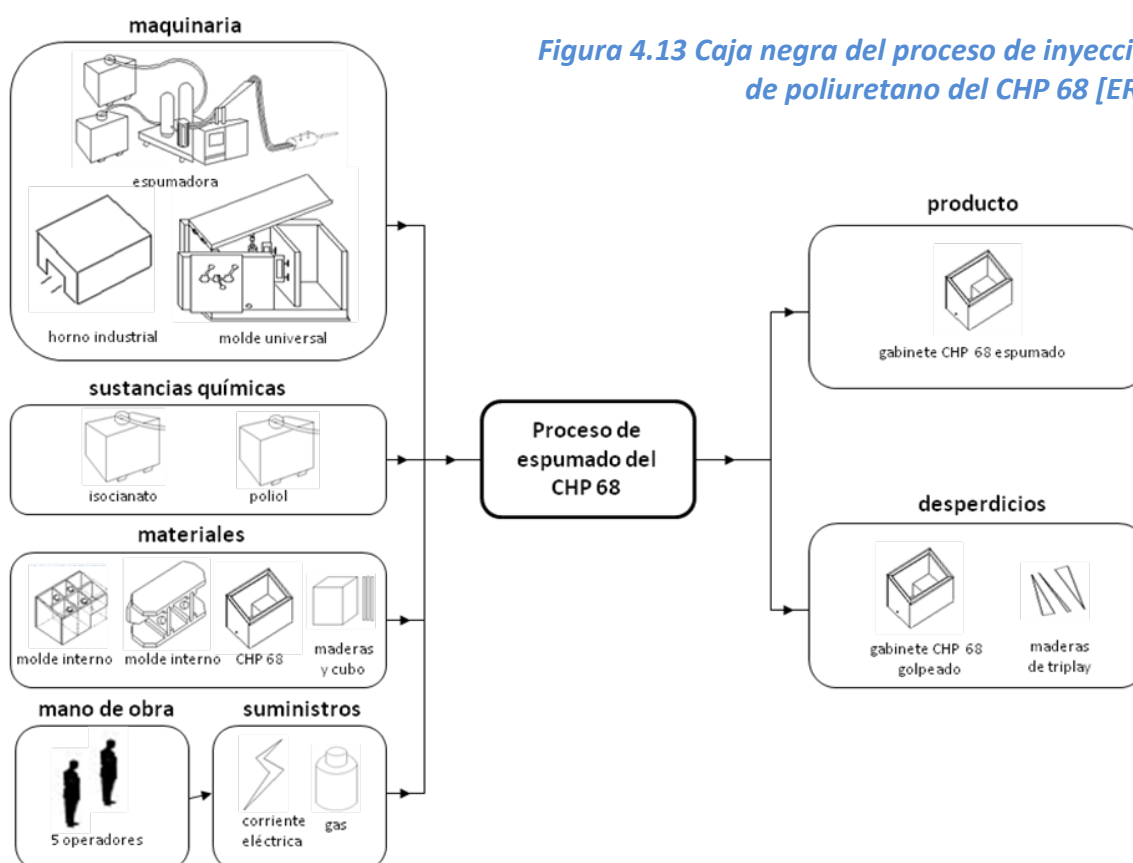 maquinaria
Figura 4.13 Caja negra del proceso de inyecci
de poliuretano del CHP 68 [ER
espumadora
horno industrial
molde universal
sustancias químicas
isocianato
poliol
materiales
molde interno
molde interno
CHP 68
maderas
y cubo
mano de obra
5 operadores
suministros
corriente
eléctrica
gas
Proceso de
espumado del
CHP 68
producto
gabinete CHP 68 espumado
desperdicios
gabinete CHP 68
golpeado
maderas
de triplay